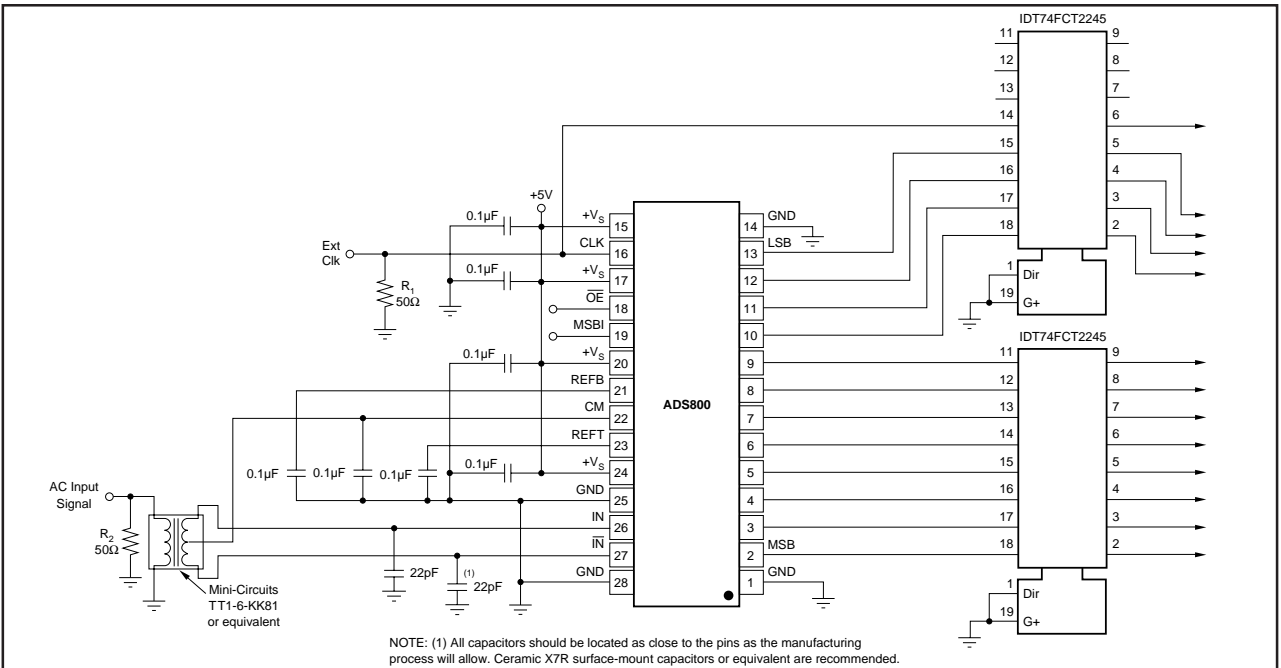 IDT74FCT2245
11 9
12 8
13 7
14 6
15 5
16 4
17 3
18 2
1 Dir
19 G+
+5V
0.1µF +VS 15
14 GND
Ext
Clk
CLK 16
13 LSB
0.1µF +VS 17
12
R1
50Ω
OE 18
11
MSBI 19
10
0.1µF +VS 20
9
REFB 21
8
ADS800
CM 22
7
REFT 23
6
0.1µF 0.1µF 0.1µF 0.1µF +VS 24
5
GND 25
4
AC Input
Signal
IN 26
3
R2
50Ω
IN 27
2 MSB
22pF (1) 22pF
GND 28
1 GND
Mini-Circuits
TT1-6-KK81
or equivalent
IDT74FCT2245
11 9
12 8
13 7
14 6
15 5
16 4
17 3
18 2
1 Dir
19 G+
NOTE: (1) All capacitors should be located as close to the pins as the manufacturing
process will allow. Ceramic X7R surface-mount capacitors or equivalent are recommended.